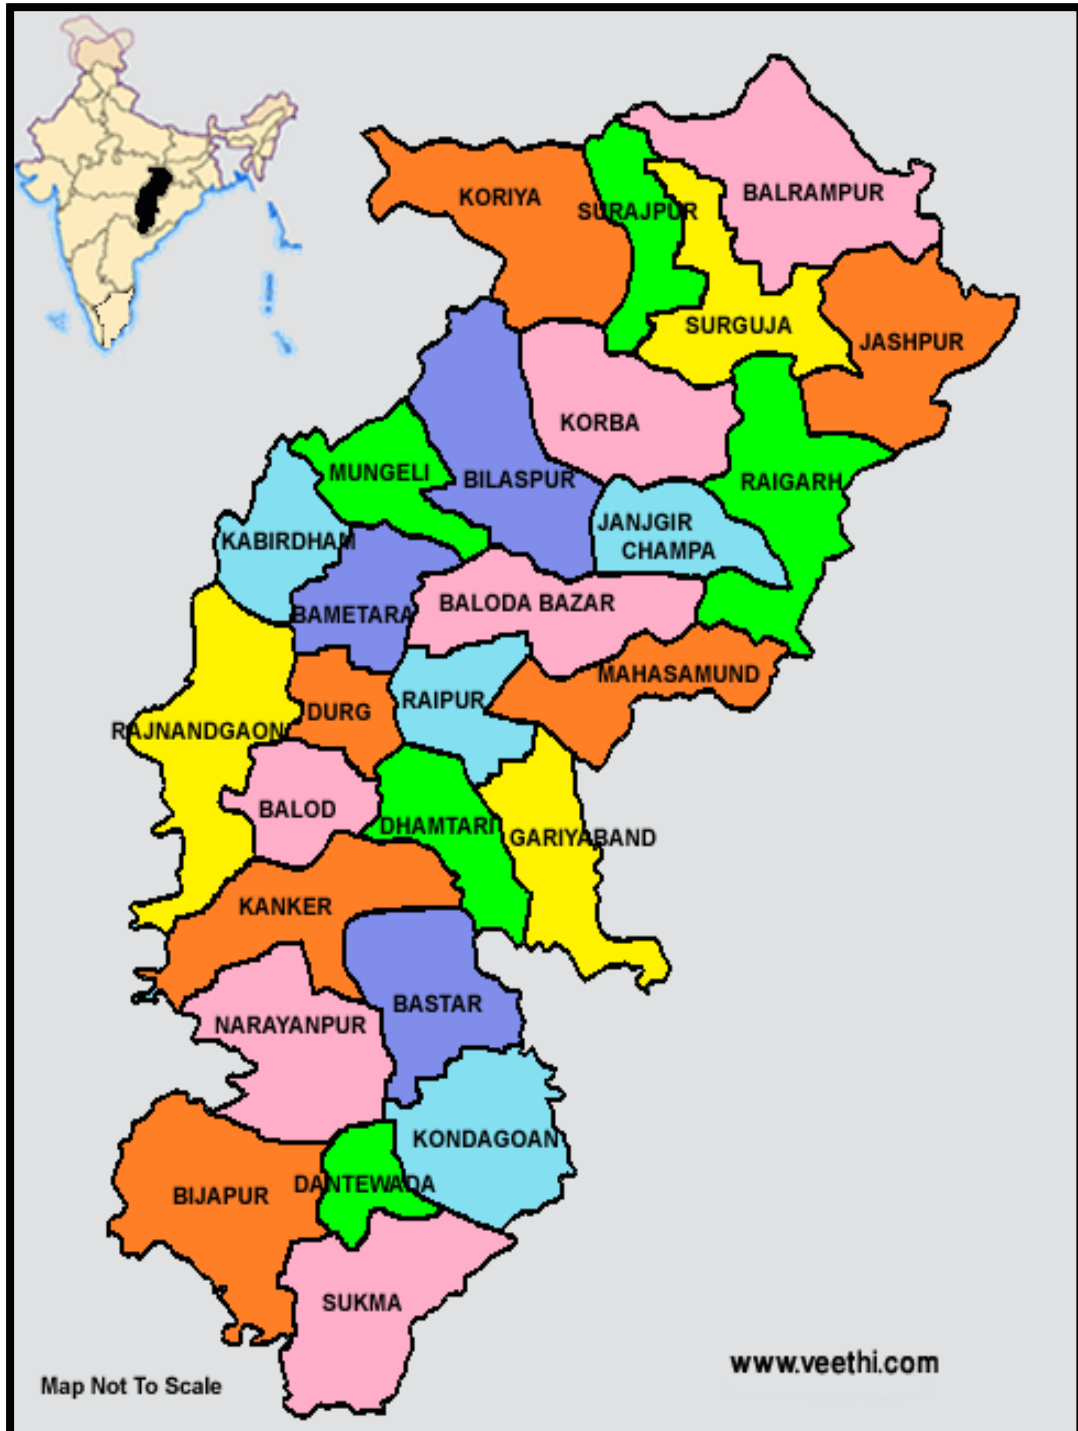 BALRAMPUR
KORIYA
SURAJPUR
SURGUJA
JASHPUR
KORBA
MUNGELI
BILASPUR
RAIGARH
JANJGIR
CHAMPA
KABIRDHAM
BALODA BAZAR
BAMETARA
MAHASAMUND
RAIPUR
DURG
RAJNANDGAON
BALOD
DHAMTARI
GARIYABAND
KANKER
BASTAR
NARAYANPUR
KONDAGOAN
DANTEWADA
BIJAPUR
SUKMA
www.veethi.com
Map Not To Scale